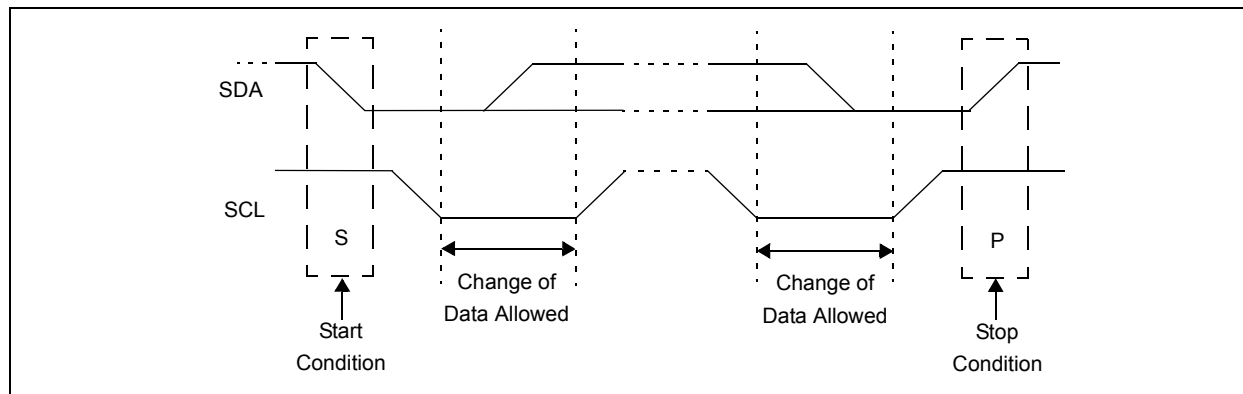 SDA
SCL
S
P
Change of
Data Allowed
Change of
Data Allowed
Start
Condition
Stop
Condition